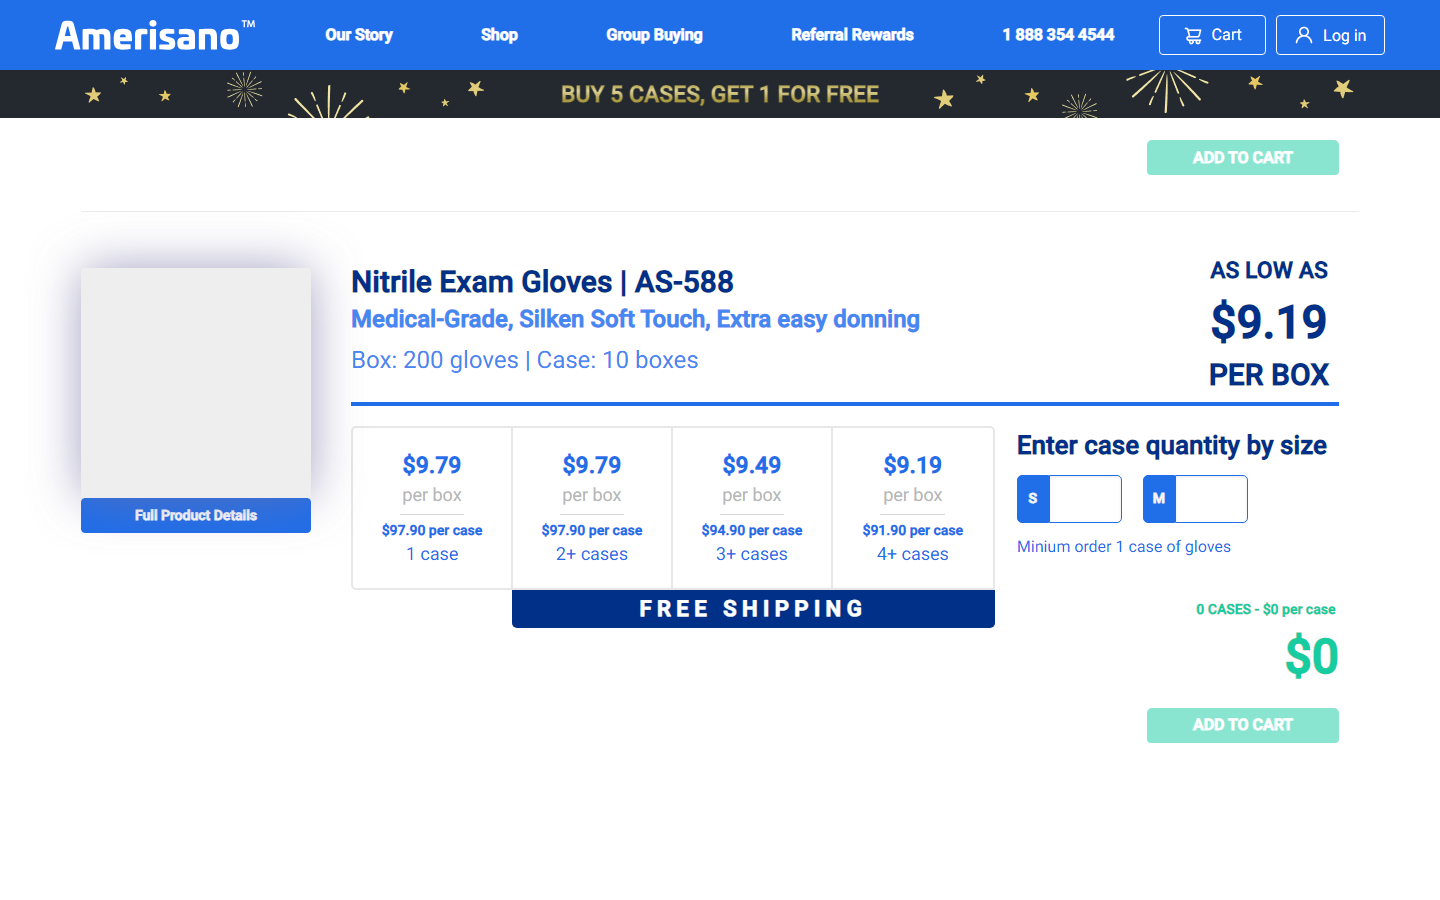 Amerisano™
Our Story
Shop
Group Buying
Referral Rewards
1 888 354 4544
Cart
Log in
BUY 5 CASES, GET 1 FOR FREE
ADD TO CART
Nitrile Exam Gloves | AS-588
Medical-Grade, Silken Soft Touch, Extra easy donning
Box: 200 gloves | Case: 10 boxes
AS LOW AS
$9.19
PER BOX
Full Product Details
$9.79
per box
$97.90 per case
1 case
$9.79
per box
$97.90 per case
2+ cases
$9.49
per box
$94.90 per case
3+ cases
$9.19
per box
$91.90 per case
4+ cases
FREE SHIPPING
Enter case quantity by size
S
M
Minium order 1 case of gloves
0 CASES - $0 per case
$0
ADD TO CART